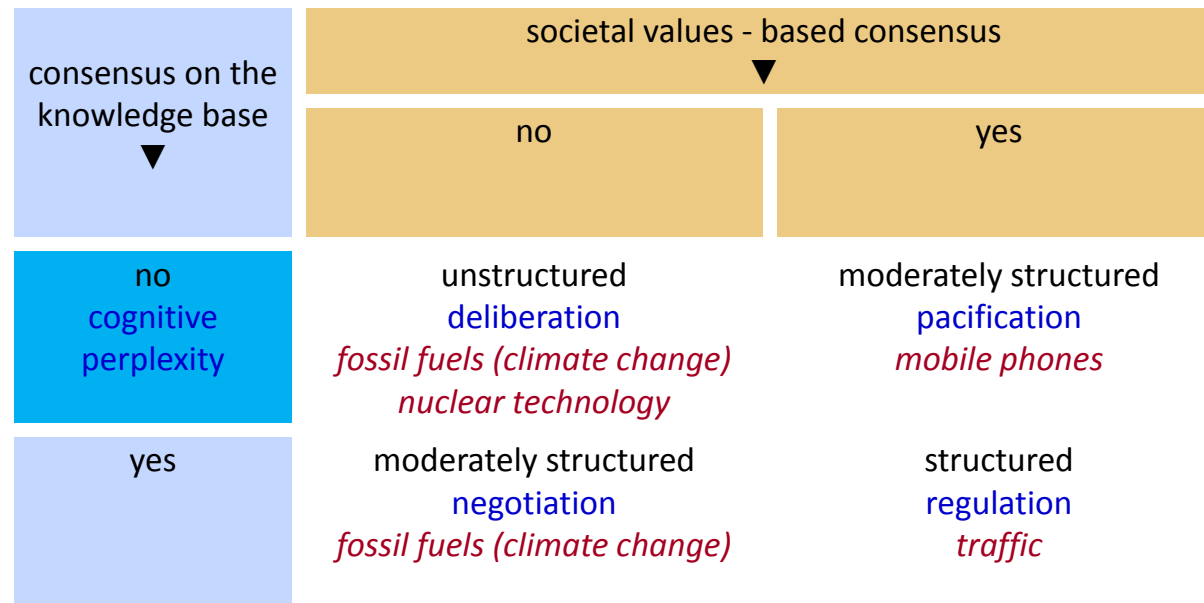 consensus on the
knowledge base
▼
societal values - based consensus
▼
no
yes
no
cognitive
perplexity
unstructured
deliberation
fossil fuels (climate change)
nuclear technology
moderately structured
pacification
mobile phones
yes
moderately structured
negotiation
fossil fuels (climate change)
structured
regulation
traffic